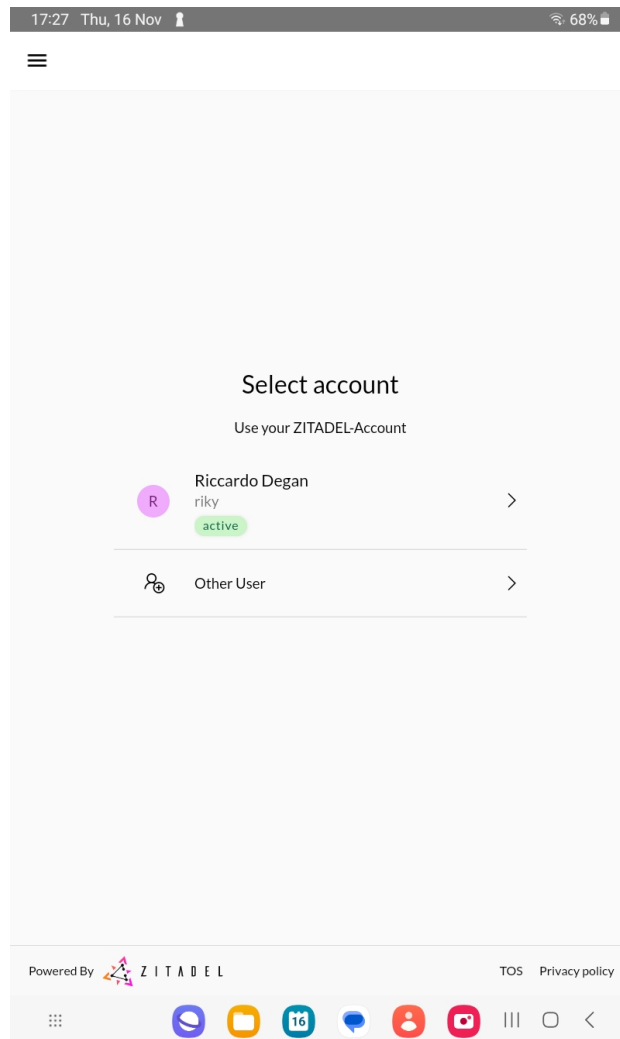 17:27 Thu, 16 Nov 68%
Select account
Use your ZITADEL-Account
R
Riccardo Degan
riky
active
Other User
Powered By ZITADEL TOS Privacy policy
16